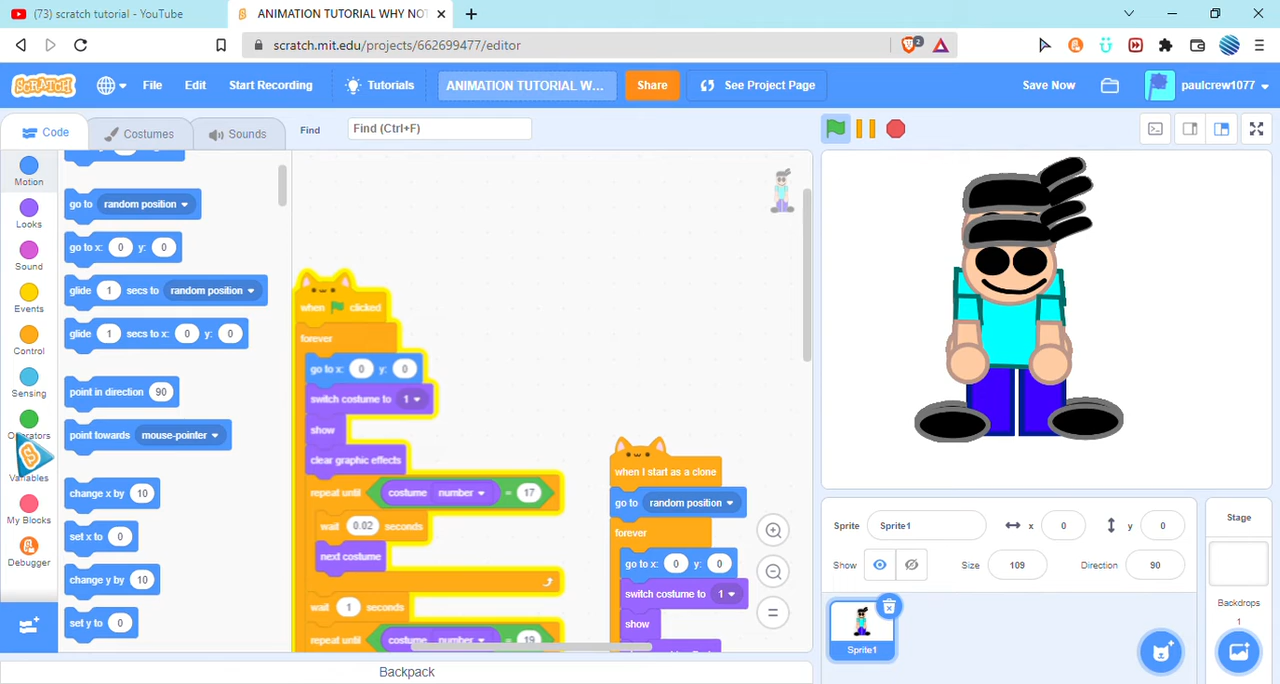 (73) scratch tutorial - YouTube
ANIMATION TUTORIAL WHY NOT
scratch.mit.edu/projects/662699477/editor
2
SCRATCH
File
Edit
Start Recording
Tutorials
ANIMATION TUTORIAL W...
Share
See Project Page
Save Now
paulcrew1077
Code
Costumes
Sounds
Find
Find (Ctrl+F)
Motion
Looks
Sound
Events
Control
Sensing
Operators
Variables
My Blocks
Debugger
go to random position
go to x: 0 y: 0
glide 1 secs to random position
glide 1 secs to x: 0 y: 0
point in direction 90
point towards mouse-pointer
change x by 10
set x to 0
change y by 10
set y to 0
when clicked
forever
go to x: 0 y: 0
switch costume to 1
show
clear graphic effects
repeat until costume number = 17
wait 0.02 seconds
next costume
wait 1 seconds
repeat until costume number = 19
when I start as a clone
go to random position
forever
go to x: 0 y: 0
switch costume to 1
show
Backpack
Sprite Sprite1 x 0 y 0
Show Size 109 Direction 90
Sprite1
Stage
Backdrops
1